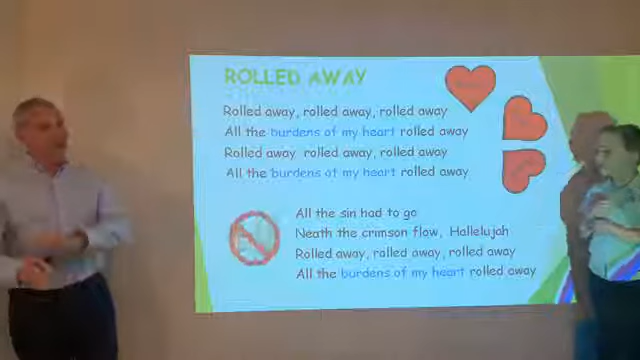 ROLLED AWAY
Rolled away, rolled away, rolled away
All the burdens of my heart rolled away
Rolled away rolled away, rolled away
All the burdens of my heart rolled away
All the sin had to go
Neath the crimson flow, Hallelujah
Rolled away, rolled away, rolled away
All the burdens of my heart rolled away